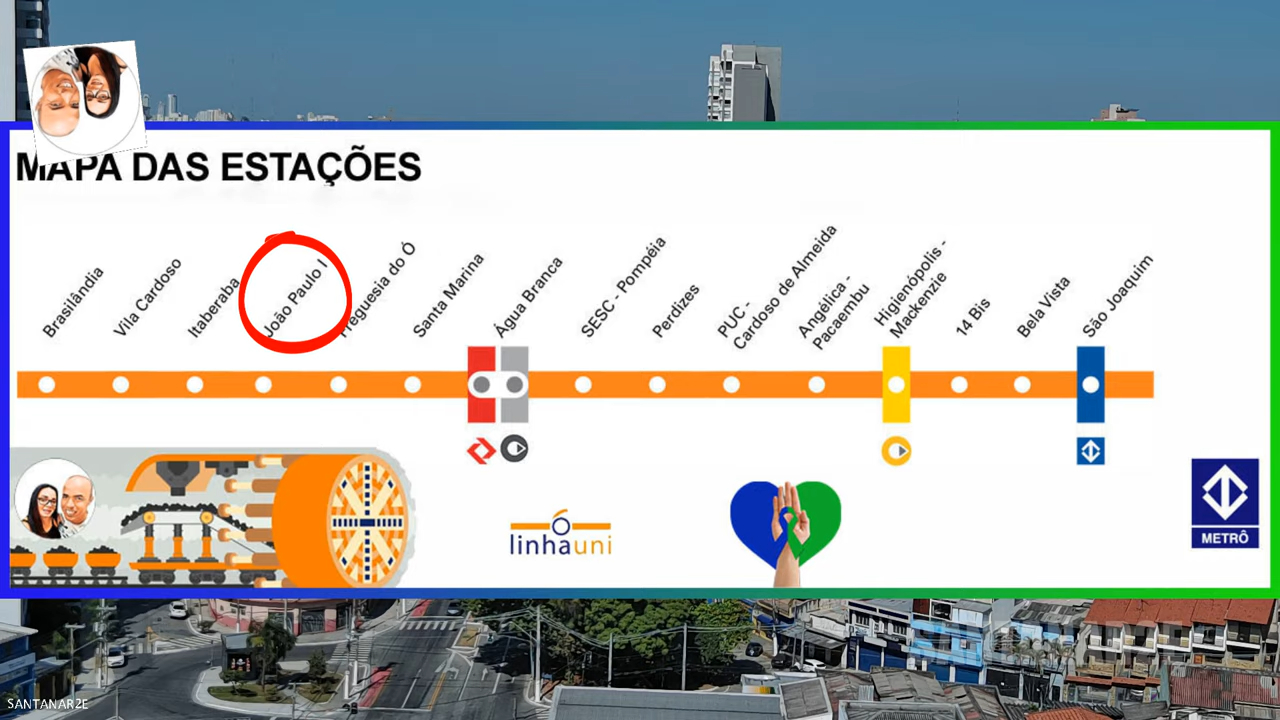 MAPA DAS ESTAÇÕES
Brasilândia
Vila Cardoso
Itaberaba
João Paulo I
Freguesia do Ó
Santa Marina
Água Branca
SESC - Pompéia
Perdizes
PUC -
Cardoso de Almeida
Angélica -
Pacaembu
Higienópolis -
Mackenzie
14 Bis
Bela Vista
São Joaquim
linhauni
METRÔ
SANTANAR2E